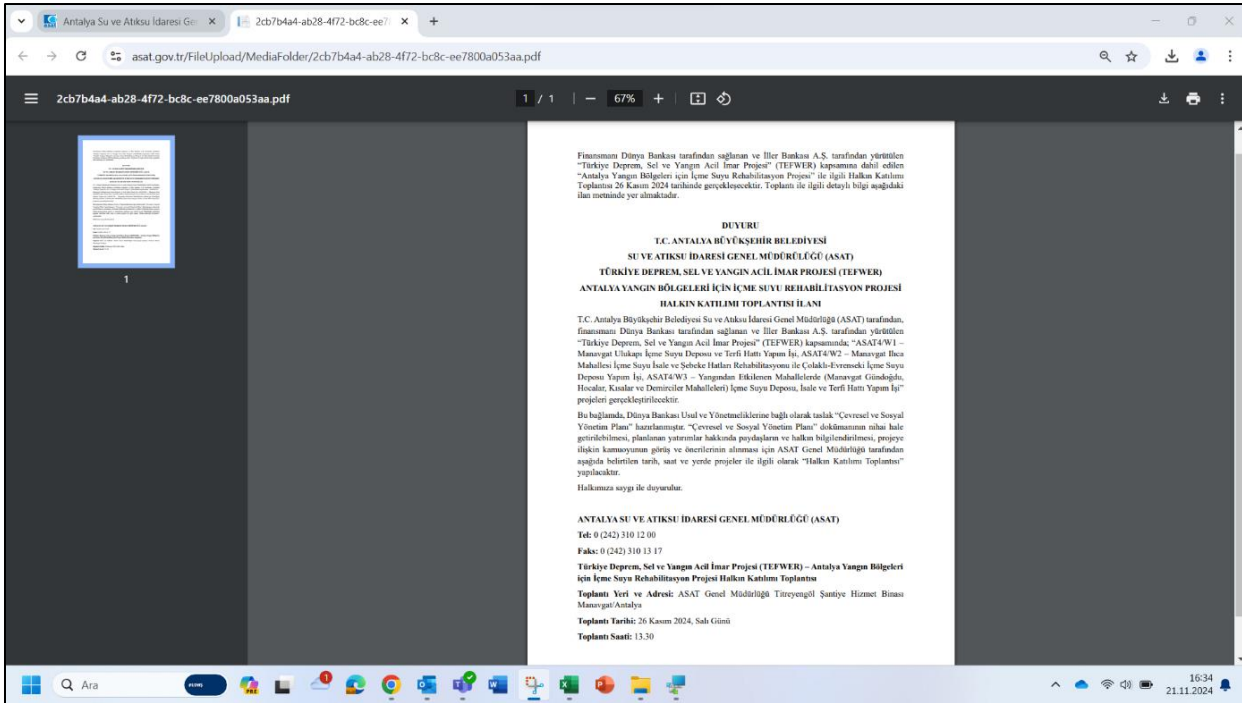 Antalya Su ve Atıksu İdaresi Ge
2cb7b4a4-ab28-4f72-bc8c-ee7
asat.gov.tr/FileUpload/MediaFolder/2cb7b4a4-ab28-4f72-bc8c-ee7800a053aa.pdf
2cb7b4a4-ab28-4f72-bc8c-ee7800a053aa.pdf
1 / 1
67%
1
Finansmanı Dünya Bankası tarafından sağlanan ve İller Bankası A.Ş. tarafından yürütülen
“Türkiye Deprem, Sel ve Yangın Acil İmar Projesi” (TEFWER) kapsamına dahil edilen
“Antalya Yangın Bölgeleri için İçme Suyu Rehabilitasyon Projesi” ile ilgili Halkın Katılımı
Toplantısı 26 Kasım 2024 tarihinde gerçekleşecektir. Toplantı ile ilgili detaylı bilgi aşağıdaki
ilan metninde yer almaktadır.
DUYURU
T.C. ANTALYA BÜYÜKŞEHİR BELEDİYESİ
SU VE ATIKSU İDARESİ GENEL MÜDÜRÜLÜĞÜ (ASAT)
TÜRKİYE DEPREM, SEL VE YANGIN ACİL İMAR PROJESİ (TEFWER)
ANTALYA YANGIN BÖLGELERİ İÇİN İÇME SUYU REHABİLİTASYON PROJESİ
HALKIN KATILIMI TOPLANTISI İLANI
T.C. Antalya Büyükşehir Belediyesi Su ve Atıksu İdaresi Genel Müdürlüğü (ASAT) tarafından,
finansmanı Dünya Bankası tarafından sağlanan ve İller Bankası A.Ş. tarafından yürütülen
“Türkiye Deprem, Sel ve Yangın Acil İmar Projesi” (TEFWER) kapsamında; “ASAT4/W1 –
Manavgat Ulukapı İçme Suyu Deposu ve Terfi Hattı Yapım İşi, ASAT4/W2 – Manavgat Ilıca
Mahallesi İçme Suyu İsale ve Şebeke Hatları Rehabilitasyonu ile Çolaklı-Evrenseki İçme Suyu
Deposu Yapım İşi, ASAT4/W3 – Yangından Etkilenen Mahallelerde (Manavgat Gündoğdu,
Hocalar, Kısalar ve Demirciler Mahalleleri) İçme Suyu Deposu, İsale ve Terfi Hattı Yapım İşi”
projeleri gerçekleştirilecektir.
Bu bağlamda, Dünya Bankası Usul ve Yönetmeliklerine bağlı olarak taslak “Çevresel ve Sosyal
Yönetim Planı” hazırlanmıştır. “Çevresel ve Sosyal Yönetim Planı” dokümanının nihai hale
getirilebilmesi, planlanan yatırımlar hakkında paydaşların ve halkın bilgilendirilmesi, projeye
ilişkin kamuoyunun görüş ve önerilerinin alınması için ASAT Genel Müdürlüğü tarafından
aşağıda belirtilen tarih, saat ve yerde projeler ile ilgili olarak “Halkın Katılımı Toplantısı”
yapılacaktır.
Halkımıza saygı ile duyurulur.
ANTALYA SU VE ATIKSU İDARESİ GENEL MÜDÜRLÜĞÜ (ASAT)
Tel: 0 (242) 310 12 00
Faks: 0 (242) 310 13 17
Türkiye Deprem, Sel ve Yangın Acil İmar Projesi (TEFWER) – Antalya Yangın Bölgeleri
için İçme Suyu Rehabilitasyon Projesi Halkın Katılımı Toplantısı
Toplantı Yeri ve Adresi: ASAT Genel Müdürlüğü Titreyengöl Şantiye Hizmet Binası
Manavgat/Antalya
Toplantı Tarihi: 26 Kasım 2024, Salı Günü
Toplantı Saati: 13.30
Ara
16:34
21.11.2024